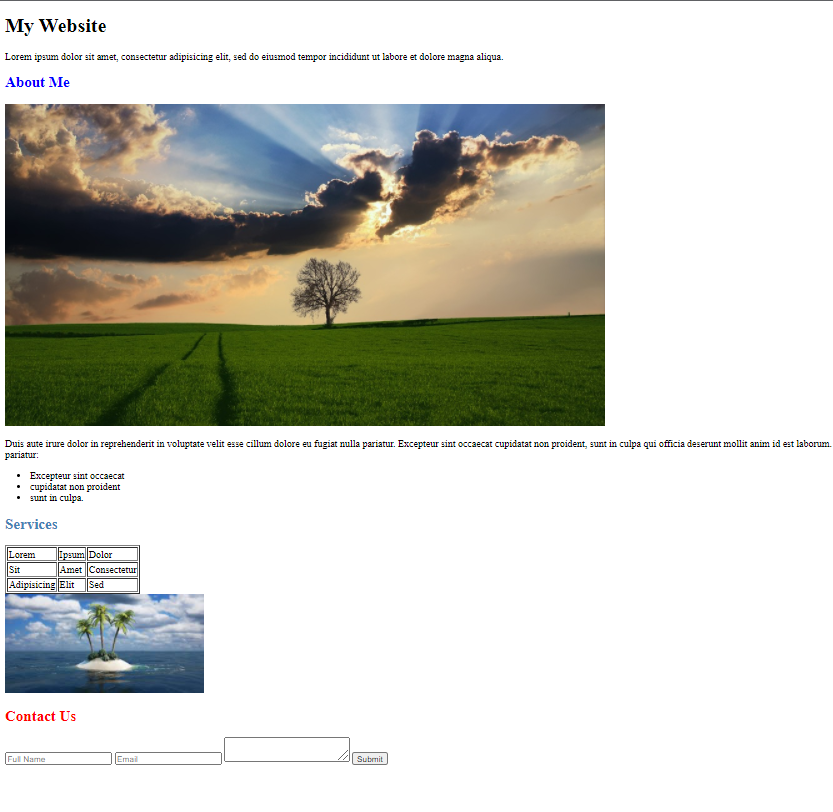 My Website
Lorem ipsum dolor sit amet, consectetur adipisicing elit, sed do eiusmod tempor incididunt ut labore et dolore magna aliqua.
About Me
Duis aute irure dolor in reprehenderit in voluptate velit esse cillum dolore eu fugiat nulla pariatur. Excepteur sint occaecat cupidatat non proident, sunt in culpa qui officia deserunt mollit anim id est laborum.
pariatur:
• Excepteur sint occaecat
• cupidatat non proident
• sunt in culpa.
Services
Lorem Ipsum Dolor
Sit Amet Consectetur
Adipisicing Elit Sed
Contact Us
Full Name Email Submit